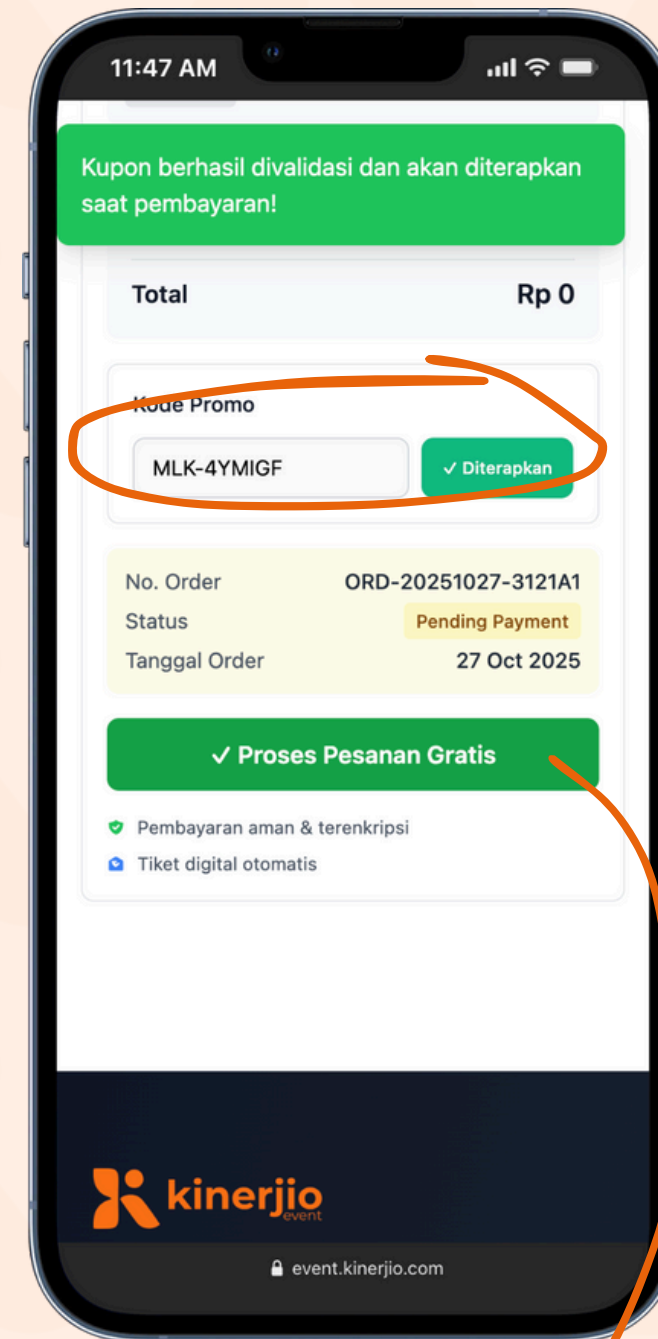 11:47 AM
Kupon berhasil divalidasi dan akan diterapkan
saat pembayaran!
Total Rp 0
Kode Promo
MLK-4YMIGF ✓ Diterapkan
No. Order ORD-20251027-3121A1
Status Pending Payment
Tanggal Order 27 Oct 2025
✓ Proses Pesanan Gratis
Pembayaran aman & terenkripsi
Tiket digital otomatis
kinerjio
event
event.kinerjio.com